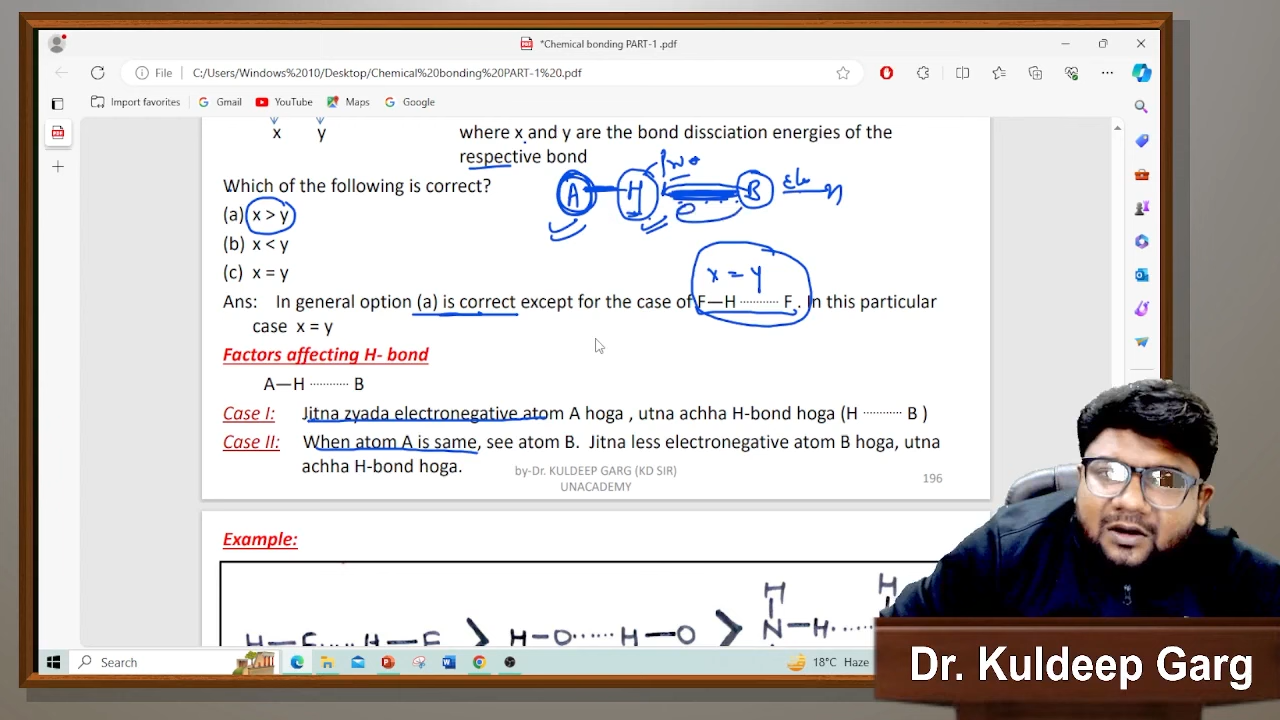 *Chemical bonding PART-1 .pdf
File | C:/Users/Windows%2010/Desktop/Chemical%20bonding%20PART-1%20.pdf
Import favorites Gmail YouTube Maps Google
x y where x and y are the bond dissciation energies of the
respective bond
A H B
Which of the following is correct?
(a) x > y
(b) x < y
(c) x = y
x = y
Ans: In general option (a) is correct except for the case of F—H ··········· F. In this particular
case x = y
Factors affecting H- bond
A—H ··········· B
Case I: Jitna zyada electronegative atom A hoga , utna achha H-bond hoga (H ··········· B )
Case II: When atom A is same, see atom B. Jitna less electronegative atom B hoga, utna
achha H-bond hoga.
by-Dr. KULDEEP GARG (KD SIR)
UNACADEMY
196
Example:
H H
H—F····H—F > H—O······H—O > N—H······
Search
18°C Haze
Dr. Kuldeep Garg